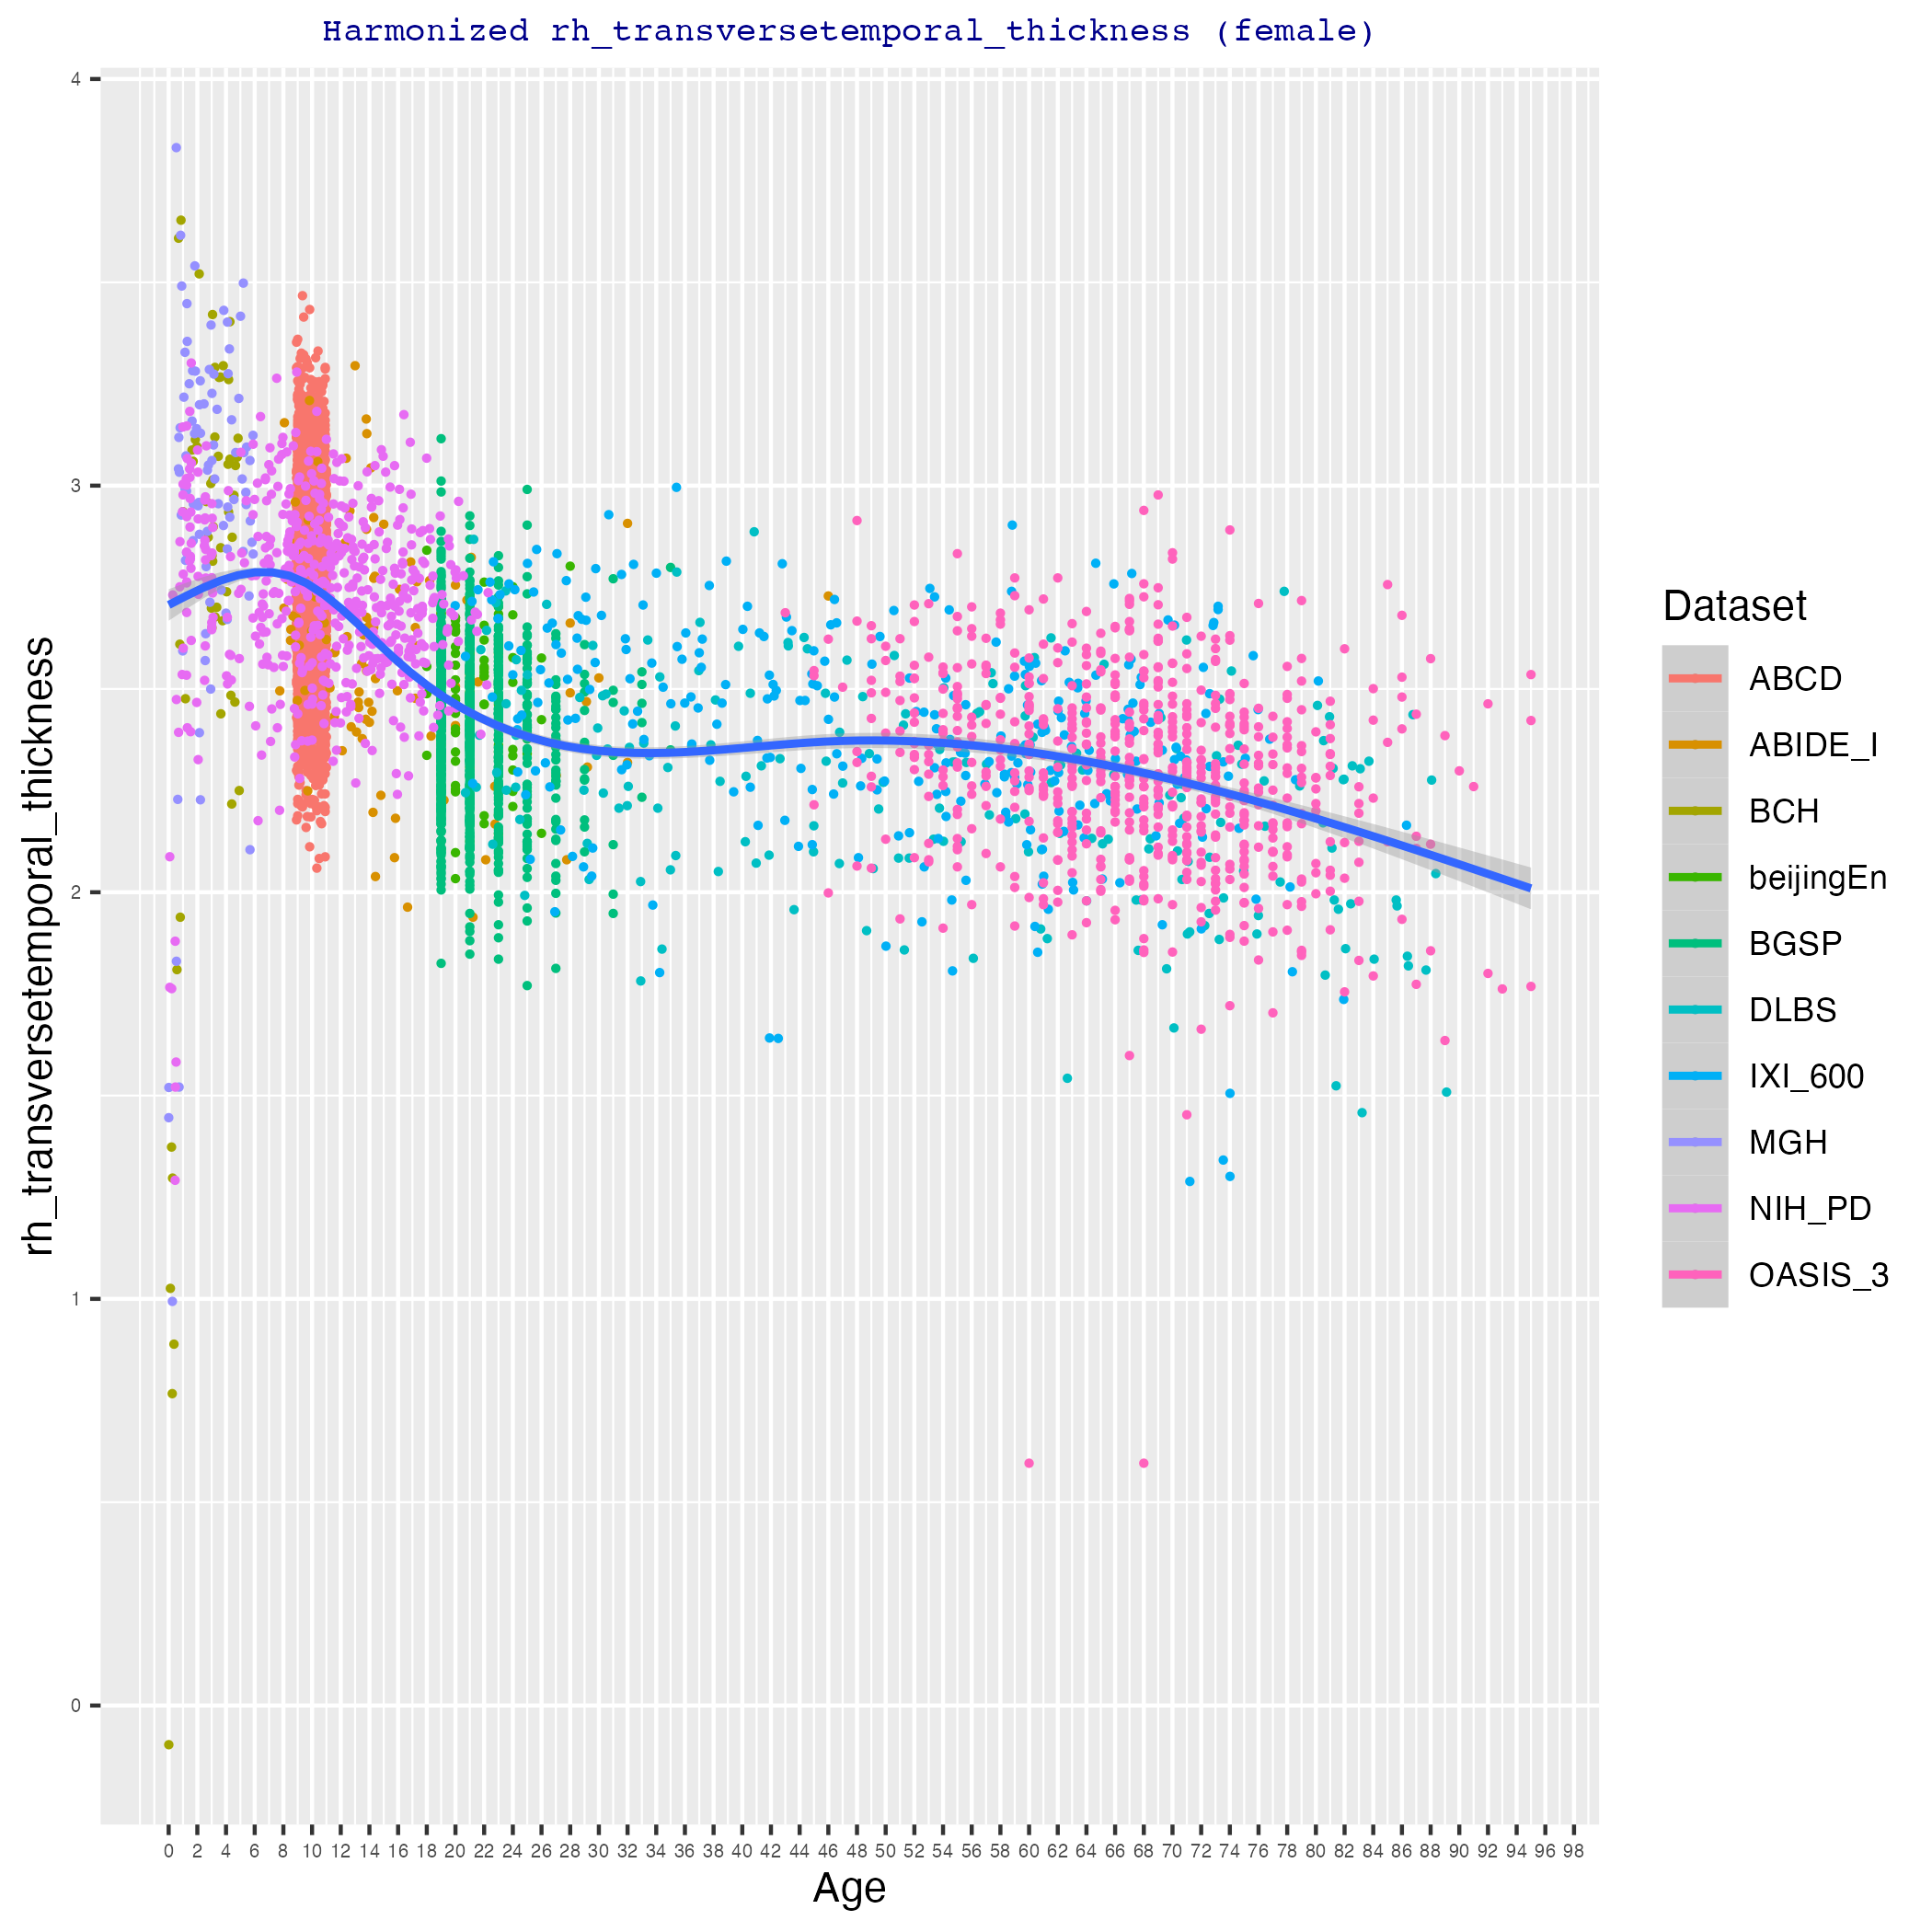 Harmonized rh_transversetemporal_thickness (female)
rh_transversetemporal_thickness
4
3
2
1
0
0 2 4 6 8 10 12 14 16 18 20 22 24 26 28 30 32 34 36 38 40 42 44 46 48 50 52 54 56 58 60 62 64 66 68 70 72 74 76 78 80 82 84 86 88 90 92 94 96 98
Age
Dataset
ABCD
ABIDE_I
BCH
beijingEn
BGSP
DLBS
IXI_600
MGH
NIH_PD
OASIS_3